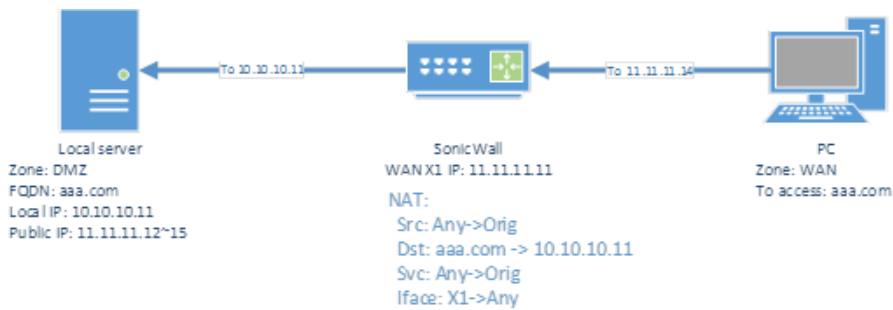 To 10.10.10.11
To 11.11.11.14
Local server
Zone: DMZ
FQDN: aaa.com
Local IP: 10.10.10.11
Public IP: 11.11.11.12~15
SonicWall
WAN X1 IP: 11.11.11.11
NAT:
Src: Any->Orig
Dst: aaa.com -> 10.10.10.11
Svc: Any->Orig
Iface: X1->Any
PC
Zone: WAN
To access: aaa.com